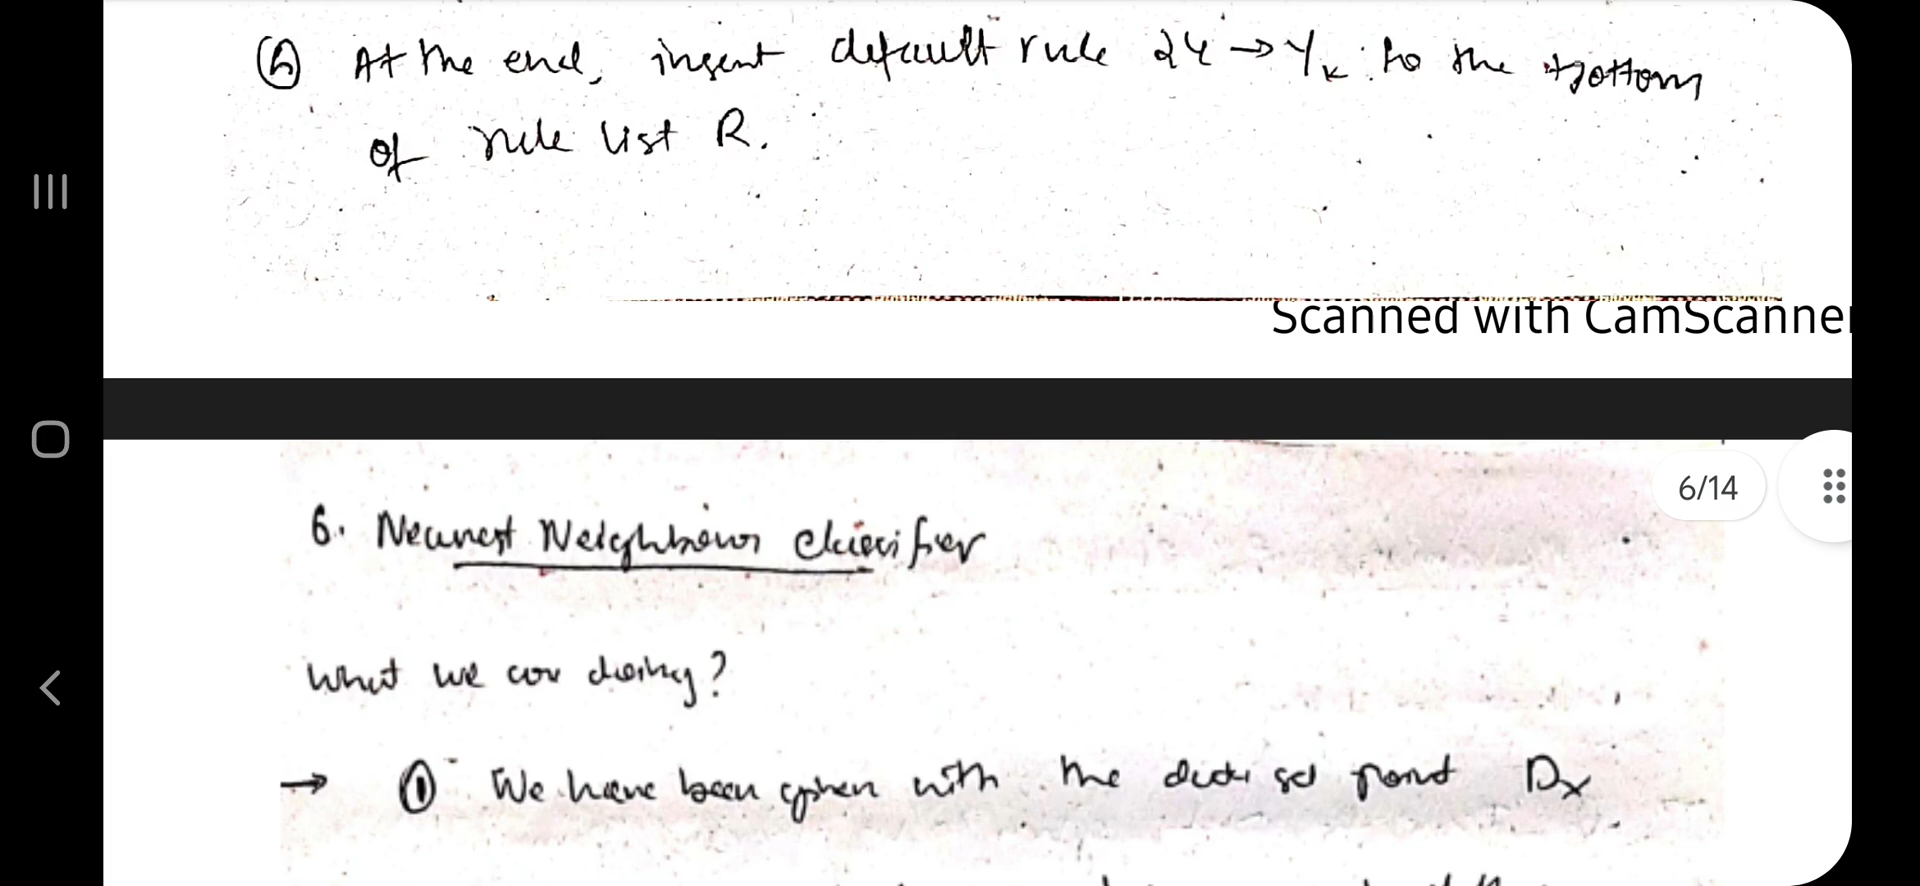 (6) At the end, insert default rule {} → Yk to the bottom
of rule list R.
Scanned with CamScanner
6/14
6. Nearest Neighbour Classifier
What we are doing?
→ ① We have been given with the data set point Dx